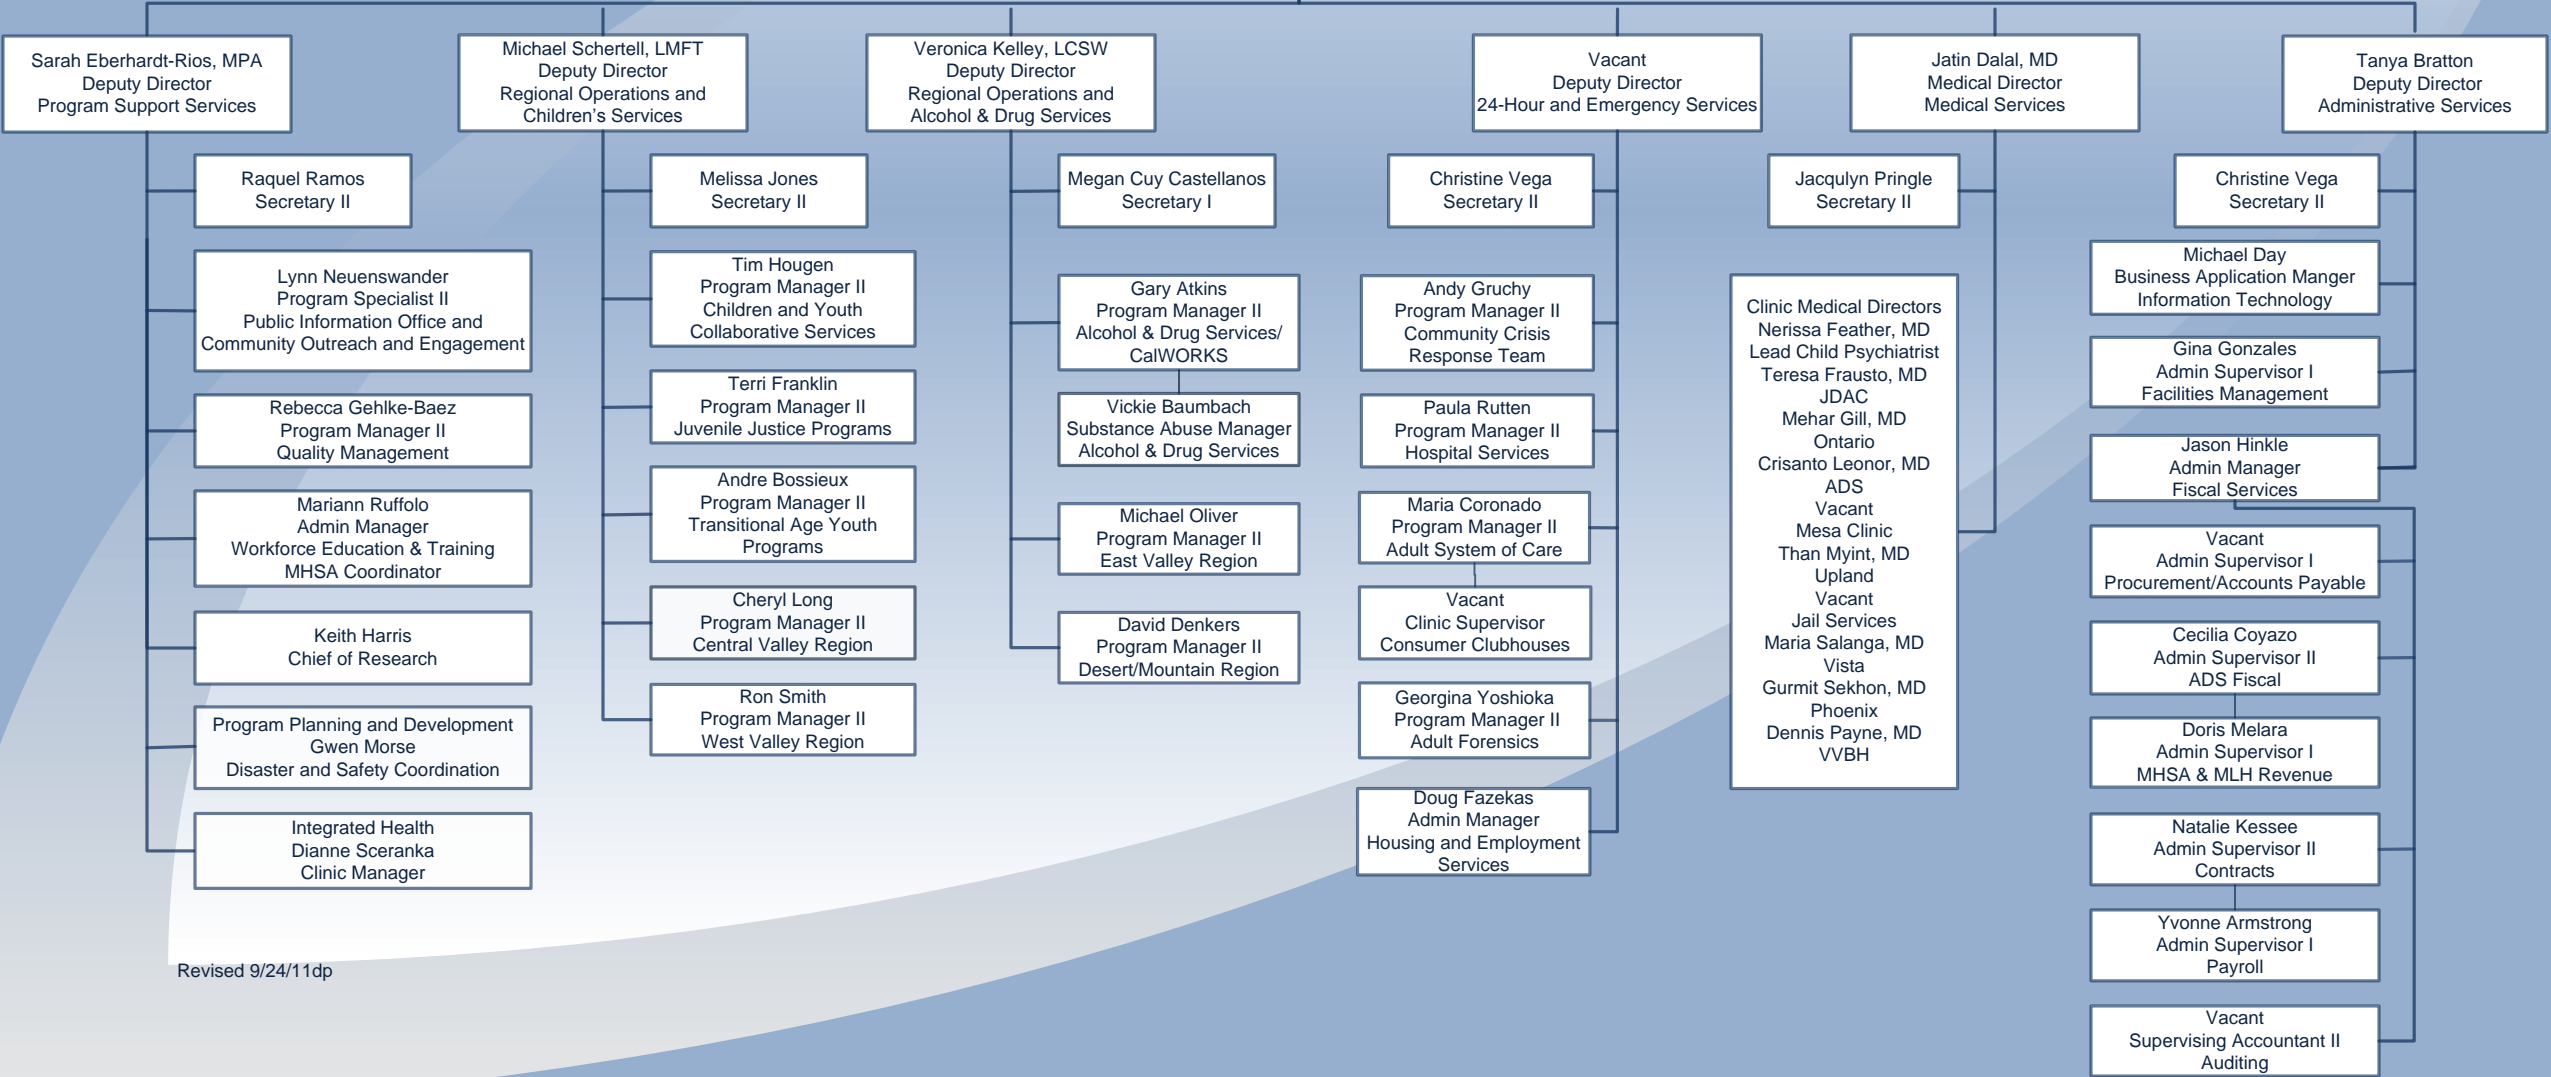 Sarah Eberhardt-Rios, MPA
Deputy Director
Program Support Services
Michael Schertell, LMFT
Deputy Director
Regional Operations and
Children’s Services
Veronica Kelley, LCSW
Deputy Director
Regional Operations and
Alcohol & Drug Services
Vacant
Deputy Director
24-Hour and Emergency Services
Jatin Dalal, MD
Medical Director
Medical Services
Tanya Bratton
Deputy Director
Administrative Services
Raquel Ramos
Secretary II
Lynn Neuenswander
Program Specialist II
Public Information Office and
Community Outreach and Engagement
Rebecca Gehlke-Baez
Program Manager II
Quality Management
Mariann Ruffolo
Admin Manager
Workforce Education & Training
MHSA Coordinator
Keith Harris
Chief of Research
Program Planning and Development
Gwen Morse
Disaster and Safety Coordination
Integrated Health
Dianne Sceranka
Clinic Manager
Melissa Jones
Secretary II
Tim Hougen
Program Manager II
Children and Youth
Collaborative Services
Terri Franklin
Program Manager II
Juvenile Justice Programs
Andre Bossieux
Program Manager II
Transitional Age Youth
Programs
Cheryl Long
Program Manager II
Central Valley Region
Ron Smith
Program Manager II
West Valley Region
Megan Cuy Castellanos
Secretary I
Gary Atkins
Program Manager II
Alcohol & Drug Services/
CalWORKS
Vickie Baumbach
Substance Abuse Manager
Alcohol & Drug Services
Michael Oliver
Program Manager II
East Valley Region
David Denkers
Program Manager II
Desert/Mountain Region
Christine Vega
Secretary II
Andy Gruchy
Program Manager II
Community Crisis
Response Team
Paula Rutten
Program Manager II
Hospital Services
Maria Coronado
Program Manager II
Adult System of Care
Vacant
Clinic Supervisor
Consumer Clubhouses
Georgina Yoshioka
Program Manager II
Adult Forensics
Doug Fazekas
Admin Manager
Housing and Employment
Services
Jacqulyn Pringle
Secretary II
Clinic Medical Directors
Nerissa Feather, MD
Lead Child Psychiatrist
Teresa Frausto, MD
JDAC
Mehar Gill, MD
Ontario
Crisanto Leonor, MD
ADS
Vacant
Mesa Clinic
Than Myint, MD
Upland
Vacant
Jail Services
Maria Salanga, MD
Vista
Gurmit Sekhon, MD
Phoenix
Dennis Payne, MD
VVBH
Christine Vega
Secretary II
Michael Day
Business Application Manger
Information Technology
Gina Gonzales
Admin Supervisor I
Facilities Management
Jason Hinkle
Admin Manager
Fiscal Services
Vacant
Admin Supervisor I
Procurement/Accounts Payable
Cecilia Coyazo
Admin Supervisor II
ADS Fiscal
Doris Melara
Admin Supervisor I
MHSA & MLH Revenue
Natalie Kessee
Admin Supervisor II
Contracts
Yvonne Armstrong
Admin Supervisor I
Payroll
Vacant
Supervising Accountant II
Auditing
Revised 9/24/11dp